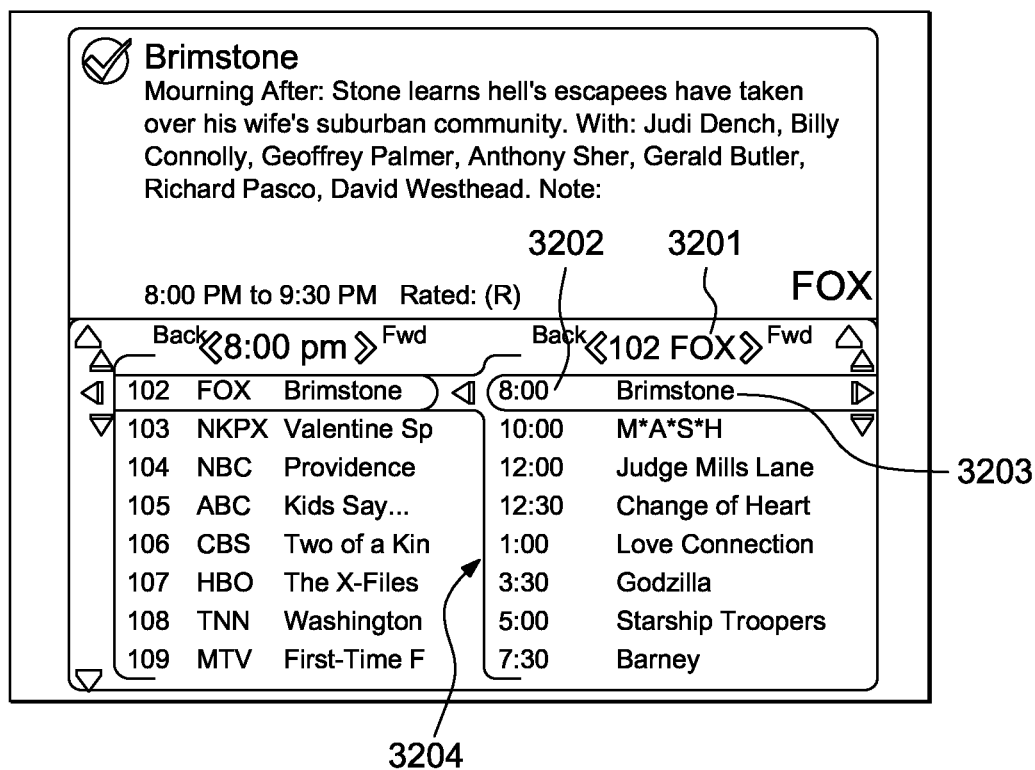 Brimstone
Mourning After: Stone learns hell's escapees have taken
over his wife's suburban community. With: Judi Dench, Billy
Connolly, Geoffrey Palmer, Anthony Sher, Gerald Butler,
Richard Pasco, David Westhead. Note:
3202 3201
8:00 PM to 9:30 PM Rated: (R) FOX
Back 8:00 pm Fwd Back 102 FOX Fwd
102 FOX Brimstone 8:00 Brimstone
103 NKPX Valentine Sp 10:00 M*A*S*H
104 NBC Providence 12:00 Judge Mills Lane
3203
105 ABC Kids Say... 12:30 Change of Heart
106 CBS Two of a Kin 1:00 Love Connection
107 HBO The X-Files 3:30 Godzilla
108 TNN Washington 5:00 Starship Troopers
109 MTV First-Time F 7:30 Barney
3204